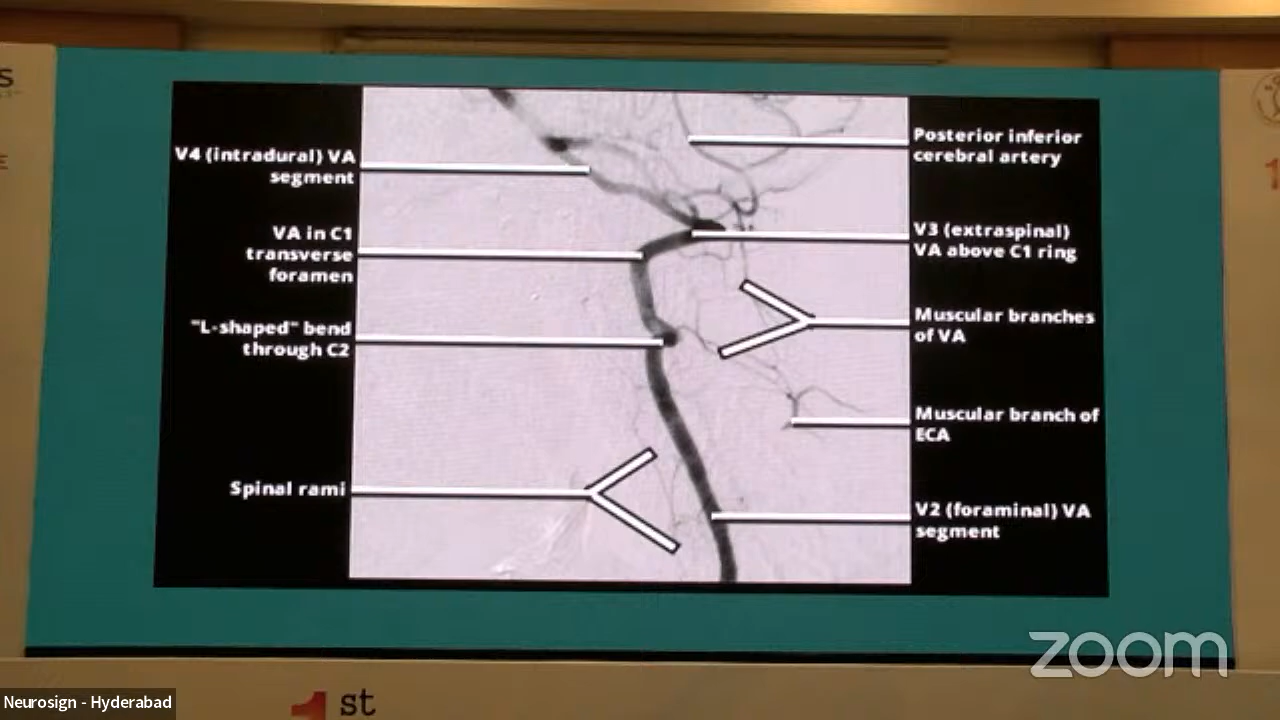 S
V4 (intradural) VA
segment
VA in C1
transverse
foramen
"L-shaped" bend
through C2
Spinal rami
Posterior inferior
cerebral artery
V3 (extraspinal)
VA above C1 ring
Muscular branches
of VA
Muscular branch of
ECA
V2 (foraminal) VA
segment
zoom
Neurosign - Hyderabad
1st